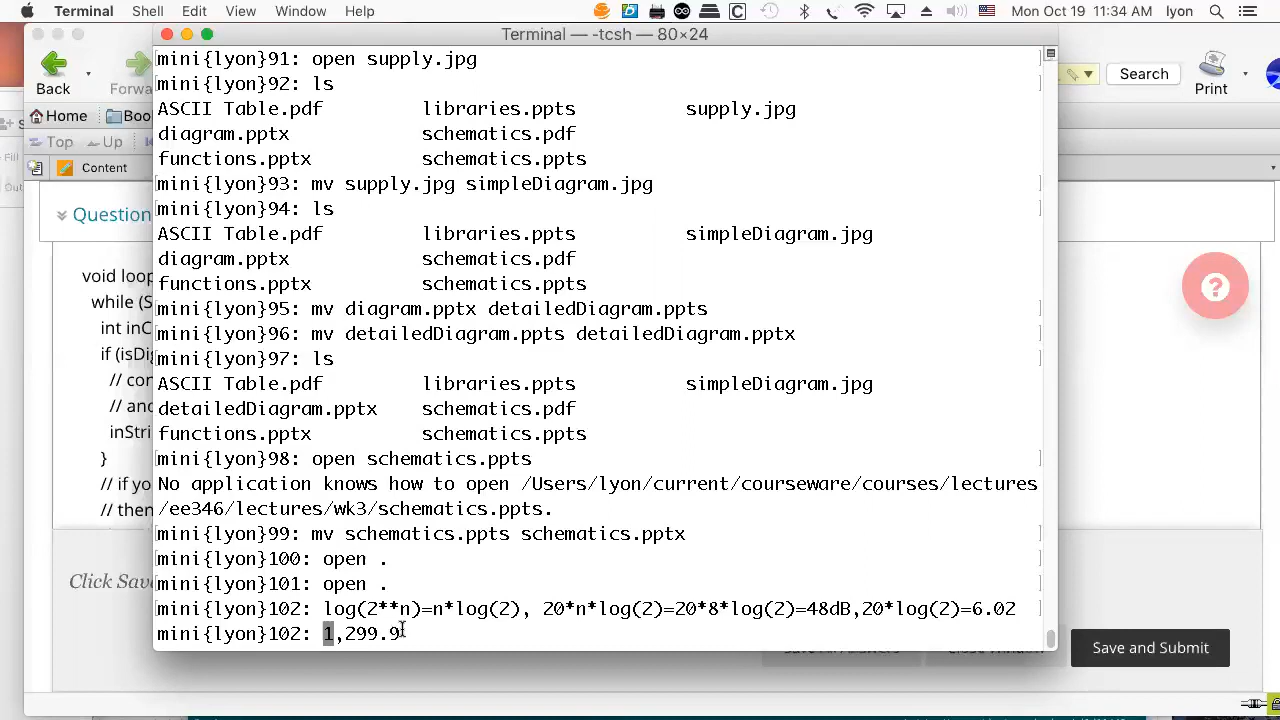 Terminal Shell Edit View Window Help Mon Oct 19 11:34 AM lyon
Terminal — -tcsh — 80×24
Back
Search
Print
Home
Top Up
Content
Question
void loop
while (S
int inC
if (isDig
// con
// and
inStri
}
// if yo
// then
Click Save
mini{lyon}91: open supply.jpg
mini{lyon}92: ls
ASCII Table.pdf libraries.ppts supply.jpg
diagram.pptx schematics.pdf
functions.pptx schematics.ppts
mini{lyon}93: mv supply.jpg simpleDiagram.jpg
mini{lyon}94: ls
ASCII Table.pdf libraries.ppts simpleDiagram.jpg
diagram.pptx schematics.pdf
functions.pptx schematics.ppts
mini{lyon}95: mv diagram.pptx detailedDiagram.ppts
mini{lyon}96: mv detailedDiagram.ppts detailedDiagram.pptx
mini{lyon}97: ls
ASCII Table.pdf libraries.ppts simpleDiagram.jpg
detailedDiagram.pptx schematics.pdf
functions.pptx schematics.ppts
mini{lyon}98: open schematics.ppts
No application knows how to open /Users/lyon/current/courseware/courses/lectures
/ee346/lectures/wk3/schematics.ppts.
mini{lyon}99: mv schematics.ppts schematics.pptx
mini{lyon}100: open .
mini{lyon}101: open .
mini{lyon}102: log(2**n)=n*log(2), 20*n*log(2)=20*8*log(2)=48dB,20*log(2)=6.02
mini{lyon}102: 1,299.9
Save and Submit